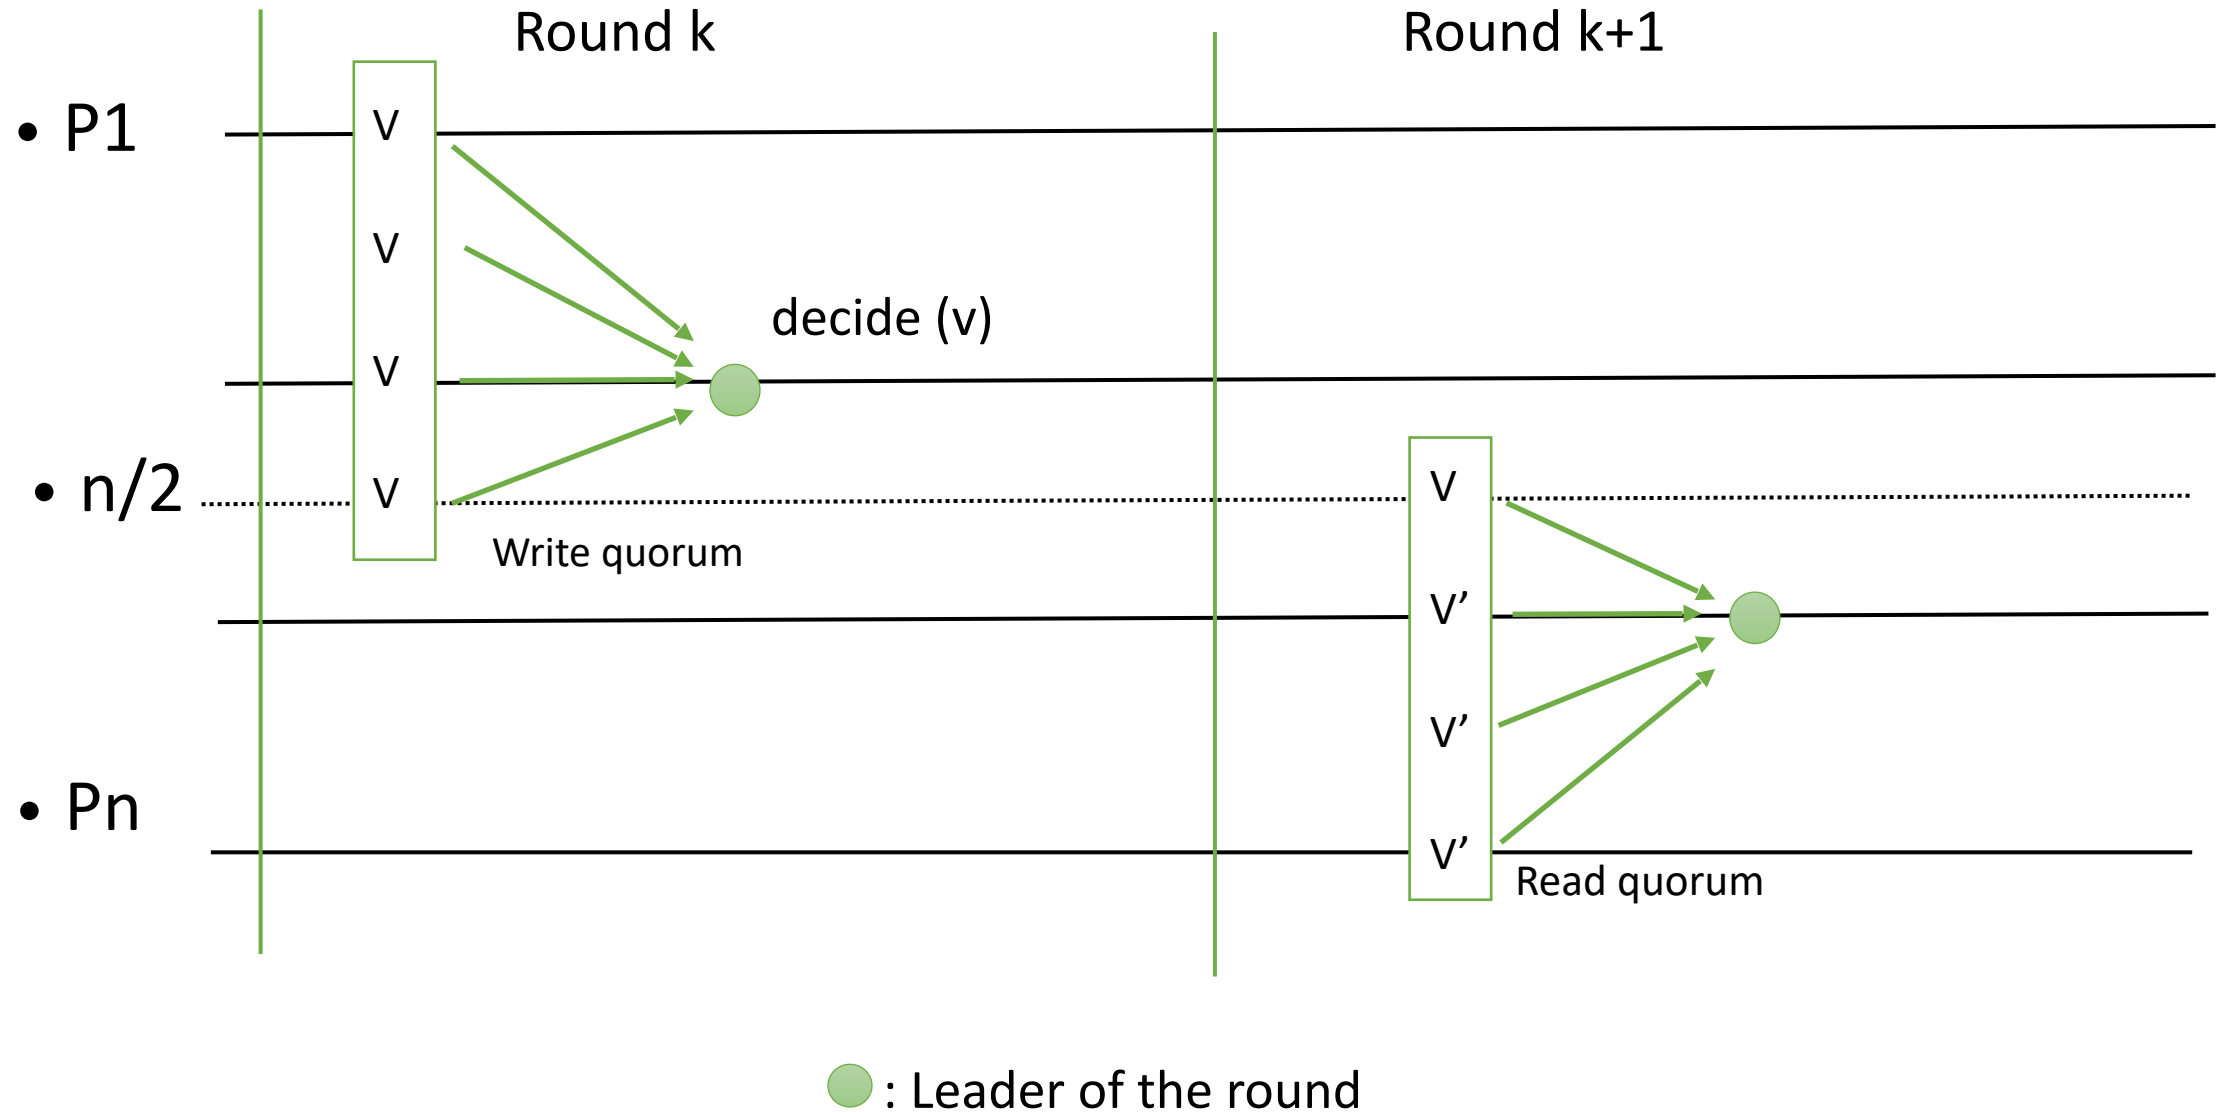 Round k
Round k+1
• P1
V
V
decide (v)
V
• n/2
V
V
Write quorum
V’
V’
• Pn
V’
Read quorum
: Leader of the round